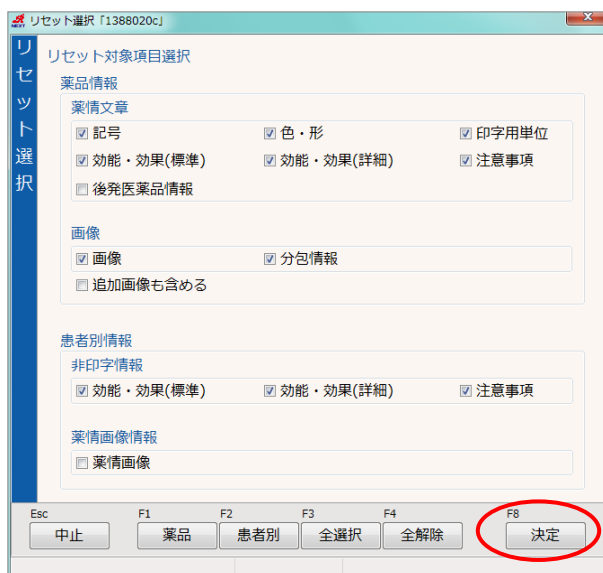 NEXT リセット選択「1388020c」
リセット選択
リセット対象項目選択
薬品情報
薬情文章
記号 色・形 印字用単位
効能・効果(標準) 効能・効果(詳細) 注意事項
後発医薬品情報
画像
画像 分包情報
追加画像も含める
患者別情報
非印字情報
効能・効果(標準) 効能・効果(詳細) 注意事項
薬情画像情報
薬情画像
Esc F1 F2 F3 F4 F8
中止 薬品 患者別 全選択 全解除 決定